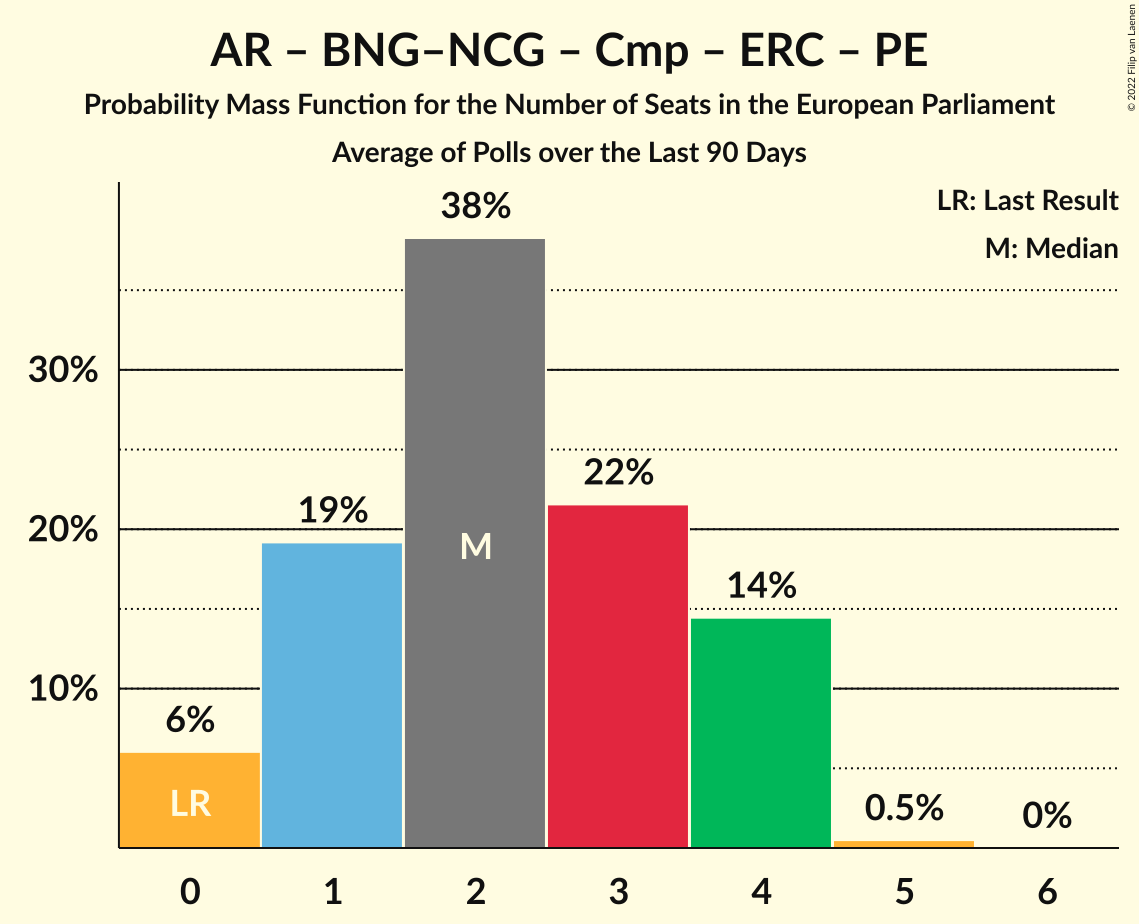 AR – BNG–NCG – Cmp – ERC – PE
Probability Mass Function for the Number of Seats in the European Parliament
Average of Polls over the Last 90 Days
© 2022 Filip van Laenen
LR: Last Result
M: Median
38%
30%
22%
19%
20%
M
14%
10%
6%
LR
0.5%
0%
0 1 2 3 4 5 6